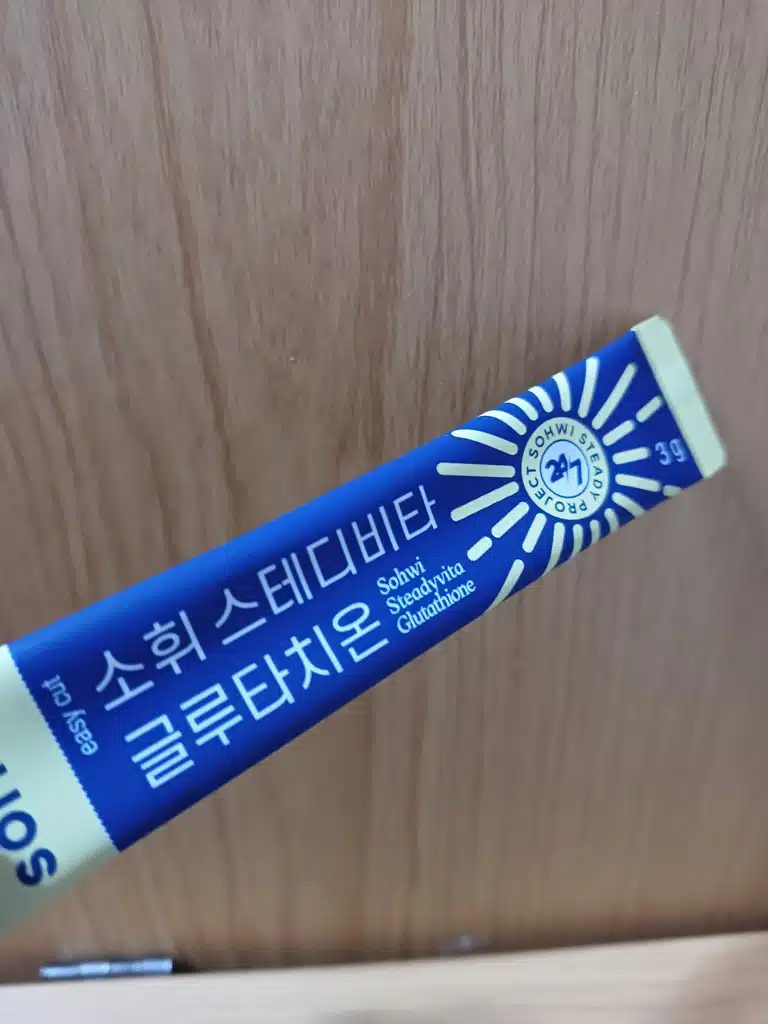 소휘 스테디비타
글루타치온
Sohwi
Steadyvita
Glutathione
easy cut
SOHWI STEADY PROJECT
24/7
3g